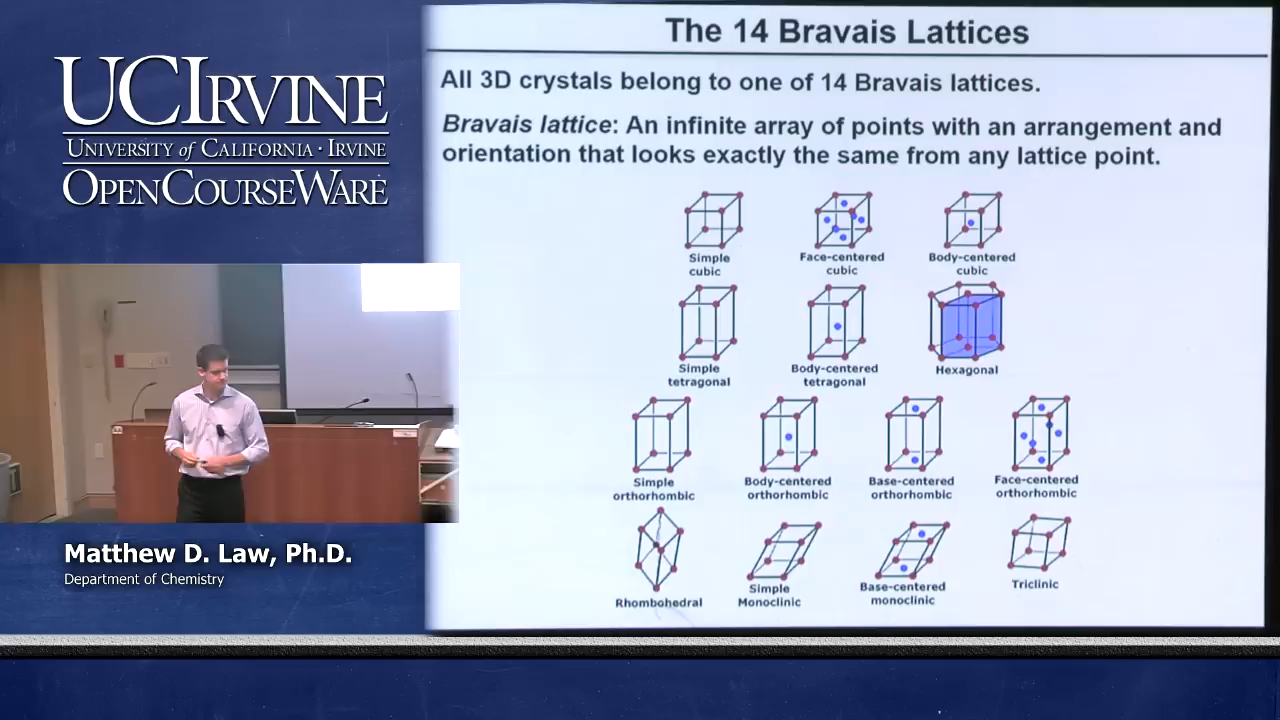 UCIRVINE
UNIVERSITY of CALIFORNIA · IRVINE
OPENCOURSEWARE
Matthew D. Law, Ph.D.
Department of Chemistry
The 14 Bravais Lattices
All 3D crystals belong to one of 14 Bravais lattices.
Bravais lattice: An infinite array of points with an arrangement and
orientation that looks exactly the same from any lattice point.
Simple
cubic
Face-centered
cubic
Body-centered
cubic
Simple
tetragonal
Body-centered
tetragonal
Hexagonal
Simple
orthorhombic
Body-centered
orthorhombic
Base-centered
orthorhombic
Face-centered
orthorhombic
Rhombohedral
Simple
Monoclinic
Base-centered
monoclinic
Triclinic